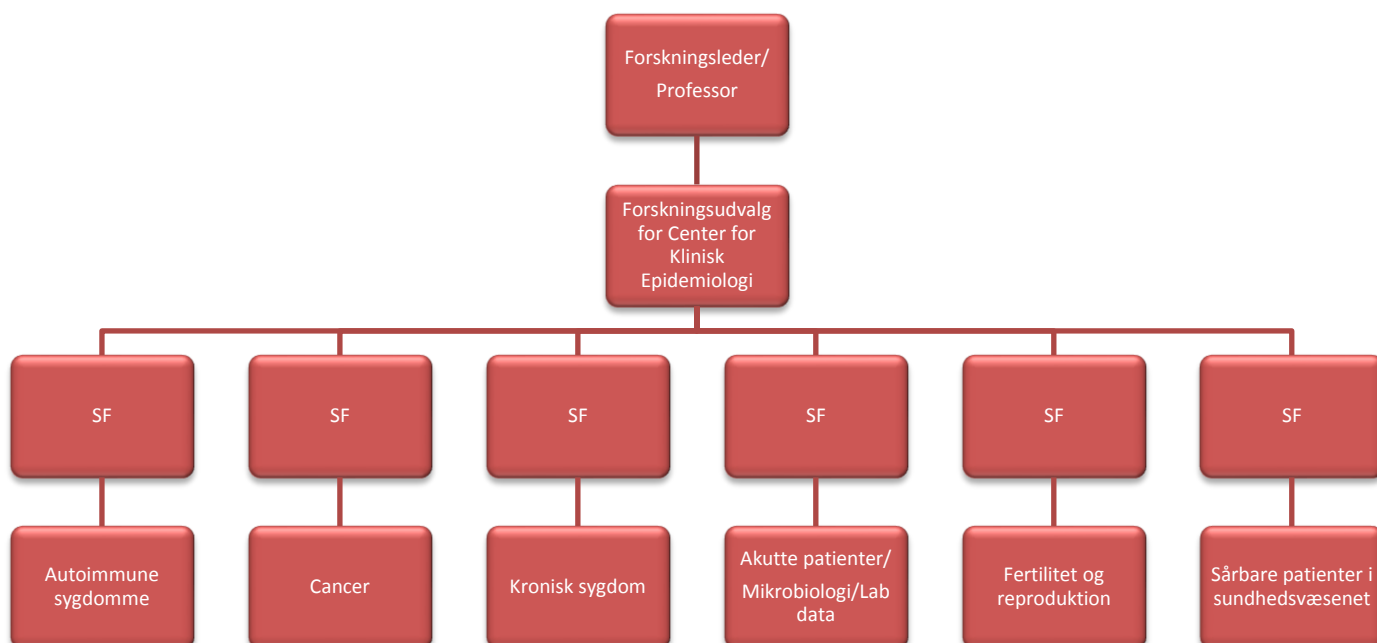 Forskningsleder/
Professor
Forskningsudvalg
for Center for
Klinisk
Epidemiologi
SF
SF
SF
SF
SF
SF
Autoimmune
sygdomme
Cancer
Kronisk sygdom
Akutte patienter/
Mikrobiologi/Lab
data
Fertilitet og
reproduktion
Sårbare patienter i
sundhedsvæsenet